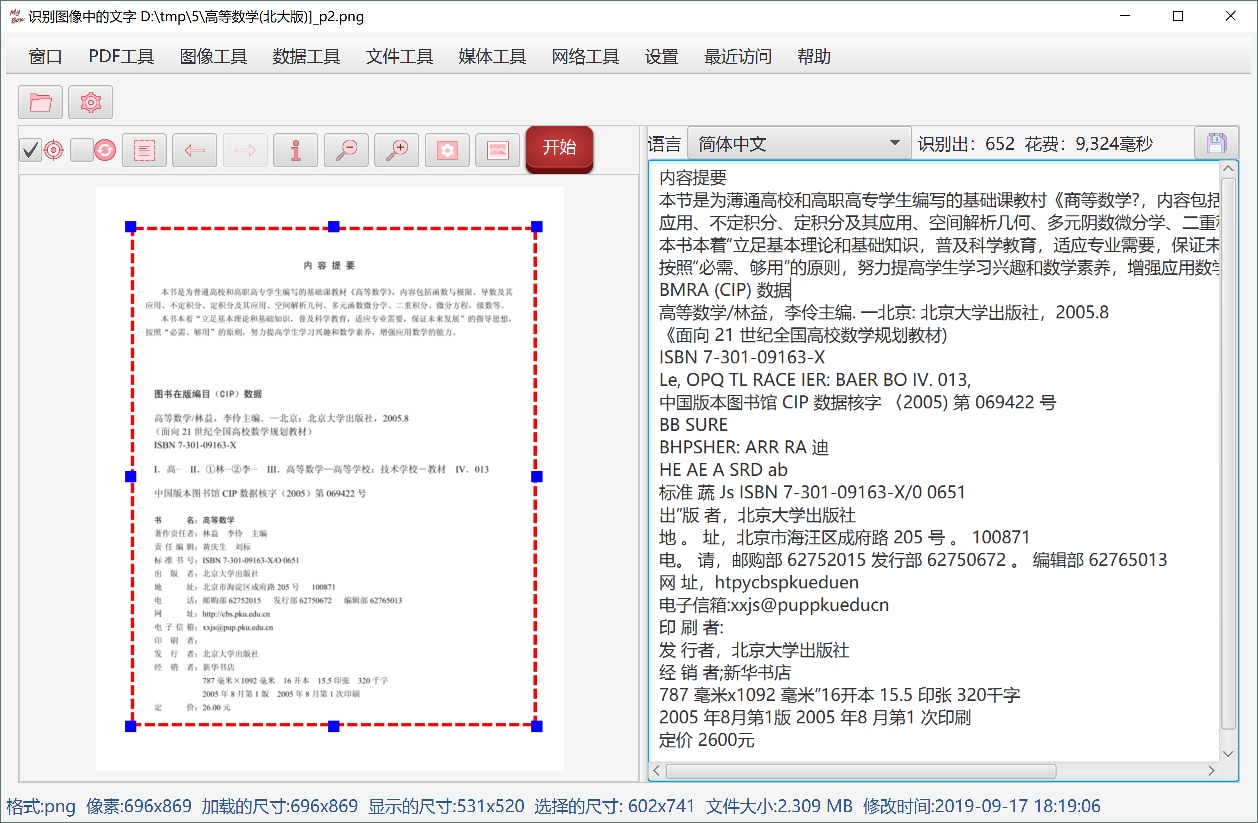 识别图像中的文字 D:\tmp\5\高等数学(北大版)]_p2.png
窗口 PDF工具 图像工具 数据工具 文件工具 媒体工具 网络工具 设置 最近访问 帮助
开始
语言 简体中文 识别出：652 花费：9,324毫秒
内 容 提 要
本书是为普通高校和高职高专学生编写的基础课教材《高等数学》，内容包括函数与极限、导数及其
应用、不定积分、定积分及其应用、空间解析几何、多元函数微分学、二重积分、微分方程，级数等。
本书本着“立足基本理论和基础知识，普及科学教育，适应专业需要，保证未来发展”的指导思想，
按照“必需、够用”的原则，努力提高学生学习兴趣和数学素养，增强应用数学的能力。
图书在版编目（CIP）数据
高等数学/林益，李伶主编．—北京：北京大学出版社，2005.8
（面向 21 世纪全国高校数学规划教材）
ISBN 7-301-09163-X
Ⅰ．高… Ⅱ．①林…②李… Ⅲ．高等数学—高等学校：技术学校－教材 Ⅳ．013
中国版本图书馆 CIP 数据核字（2005）第 069422 号
书 名：高等数学
著作责任者：林益 李伶 主编
责 任 编 辑：黄庆生 刘标
标 准 书 号：ISBN 7-301-09163-X/O·0651
出 版 者：北京大学出版社
地 址：北京市海淀区成府路 205 号 100871
电 话：邮购部 62752015 发行部 62750672 编辑部 62765013
网 址：http://cbs.pku.edu.cn
电 子 信 箱：xxjs@pup.pku.edu.cn
印 刷 者：
发 行 者：北京大学出版社
经 销 者：新华书店
787 毫米×1092 毫米 16 开本 15.5 印张 320 千字
2005 年 8 月第 1 版 2005 年 8 月第 1 次印刷
定 价：26.00 元
内容提要
本节是为薄通高校和高职高专学生编写的基础课教村《商等数学?，内容包括
应用、不定积分、定积分及其应用、空间解析几何、多元阴数微分学、二重
本书本着“立足基本理论和基础知识，普及科学教育，适应专业需要，保证未
按照“必需、够用”的原则，努力提高学生学习兴趣和数学素养，增强应用数学
BMRA (CIP) 数据
高等数学/林益，李伶主编. 一北京: 北京大学出版社，2005.8
《面向 21 世纪全国高校数学规划教材)
ISBN 7-301-09163-X
Le, OPQ TL RACE IER: BAER BO IV. 013,
中国版本图书馆 CIP 数据核字 （2005) 第 069422 号
BB SURE
BHPSHER: ARR RA 迪
HE AE A SRD ab
标准 蔬 Js ISBN 7-301-09163-X/0 0651
出”版 者，北京大学出版社
地 。 址，北京市海汪区成府路 205 号 。 100871
电。 请，邮购部 62752015 发行部 62750672 。 编辑部 62765013
网 址，htpycbspkueduen
电子信箱:xxjs@puppkueducn
印 刷 者:
发 行者，北京大学出版社
经 销 者;新华书店
787 毫米x1092 毫米”16开本 15.5 印张 320干字
2005 年8月第1版 2005 年8 月第1 次印刷
定价 2600元
格式:png 像素:696x869 加载的尺寸:696x869 显示的尺寸:531x520 选择的尺寸: 602x741 文件大小:2.309 MB 修改时间:2019-09-17 18:19:06